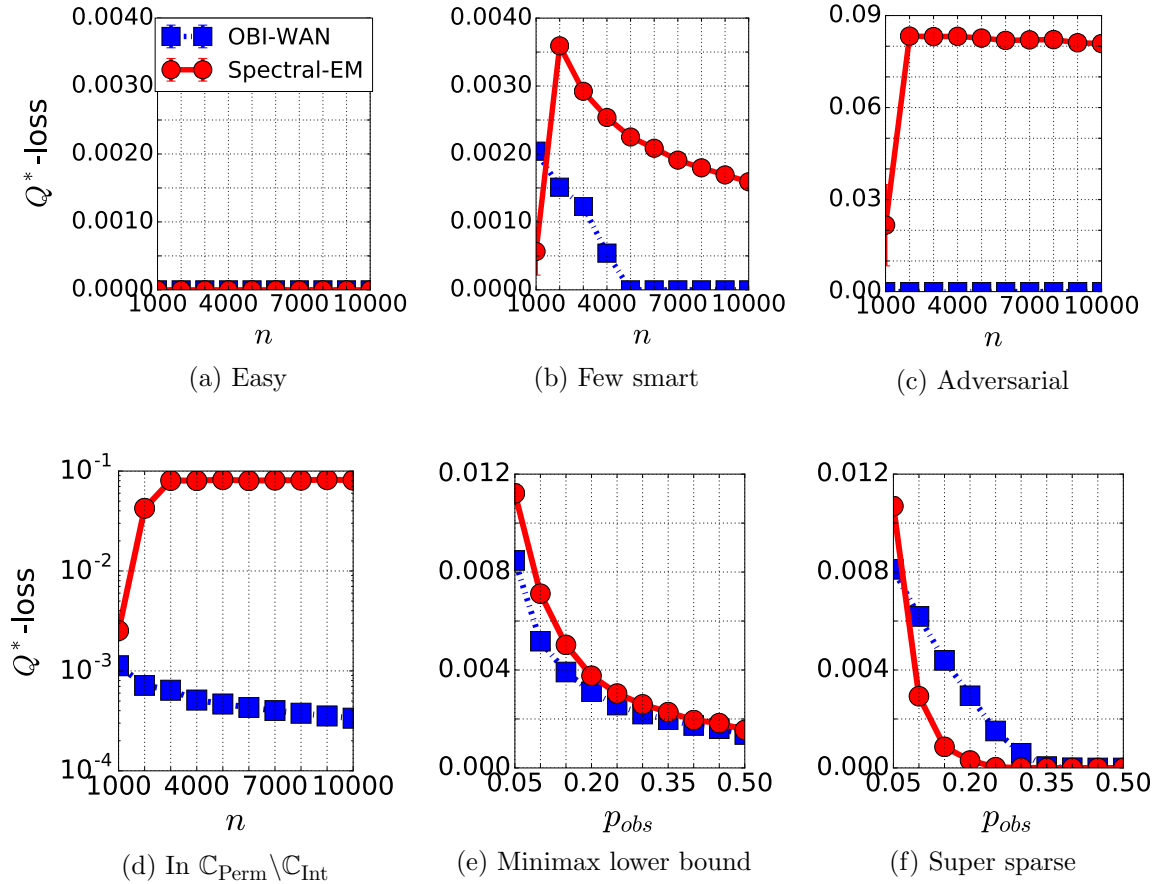 0.0040
0.0030
0.0020
0.0010
0.0000
1000 4000 7000 10000
Q*-loss
n
OBI-WAN
Spectral-EM
(a) Easy
0.0040
0.0030
0.0020
0.0010
0.0000
1000 4000 7000 10000
n
(b) Few smart
0.09
0.06
0.03
0.00
1000 4000 7000 10000
n
(c) Adversarial
10⁻¹
10⁻²
10⁻³
10⁻⁴
1000 4000 7000 10000
Q*-loss
n
(d) In ℂ_Perm\ℂ_Int
0.012
0.008
0.004
0.000
0.05 0.20 0.35 0.50
p_obs
(e) Minimax lower bound
0.012
0.008
0.004
0.000
0.05 0.20 0.35 0.50
p_obs
(f) Super sparse